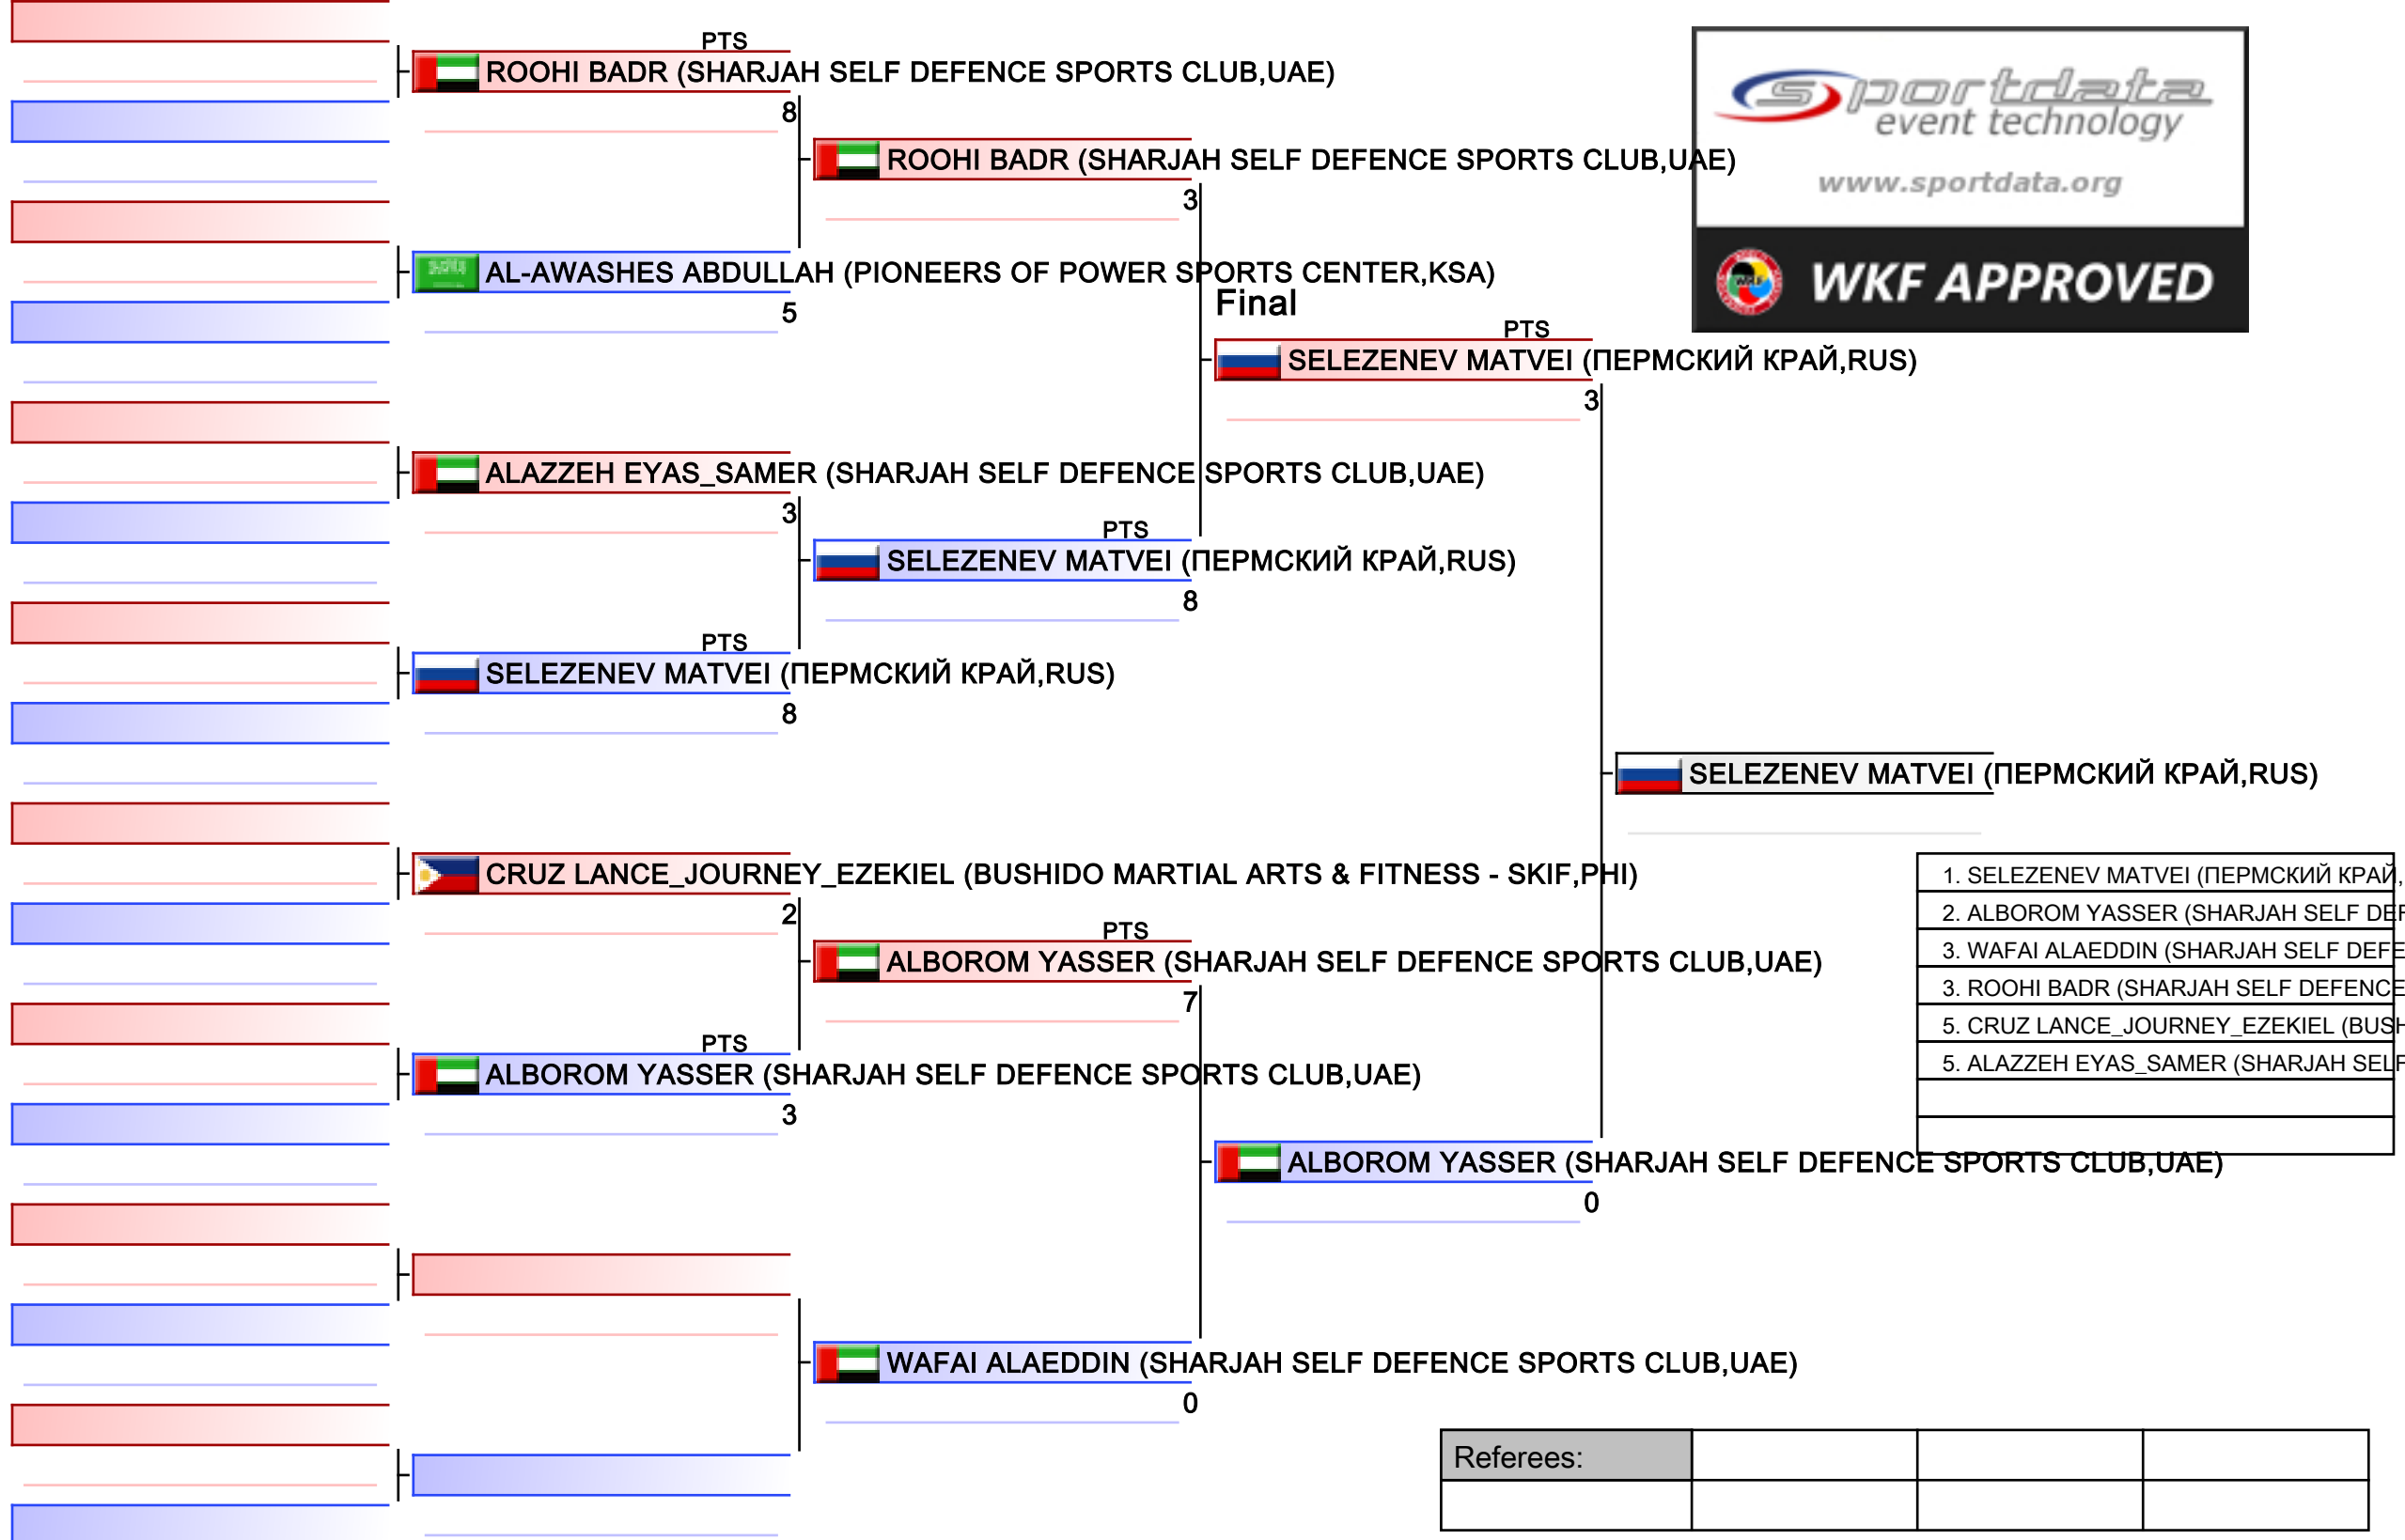 PTS
ROOHI BADR (SHARJAH SELF DEFENCE SPORTS CLUB,UAE)
8
sportdata
event technology
www.sportdata.org
WKF APPROVED
ROOHI BADR (SHARJAH SELF DEFENCE SPORTS CLUB,UAE)
3
AL-AWASHES ABDULLAH (PIONEERS OF POWER SPORTS CENTER,KSA)
5
Final
PTS
SELEZENEV MATVEI (ПЕРМСКИЙ КРАЙ,RUS)
3
ALAZZEH EYAS_SAMER (SHARJAH SELF DEFENCE SPORTS CLUB,UAE)
3
PTS
SELEZENEV MATVEI (ПЕРМСКИЙ КРАЙ,RUS)
8
PTS
SELEZENEV MATVEI (ПЕРМСКИЙ КРАЙ,RUS)
8
SELEZENEV MATVEI (ПЕРМСКИЙ КРАЙ,RUS)
CRUZ LANCE_JOURNEY_EZEKIEL (BUSHIDO MARTIAL ARTS & FITNESS - SKIF,PHI)
2
PTS
ALBOROM YASSER (SHARJAH SELF DEFENCE SPORTS CLUB,UAE)
7
PTS
ALBOROM YASSER (SHARJAH SELF DEFENCE SPORTS CLUB,UAE)
3
1. SELEZENEV MATVEI (ПЕРМСКИЙ КРАЙ,
2. ALBOROM YASSER (SHARJAH SELF DEF
3. WAFAI ALAEDDIN (SHARJAH SELF DEFE
3. ROOHI BADR (SHARJAH SELF DEFENCE
5. CRUZ LANCE_JOURNEY_EZEKIEL (BUSH
5. ALAZZEH EYAS_SAMER (SHARJAH SELF
ALBOROM YASSER (SHARJAH SELF DEFENCE SPORTS CLUB,UAE)
0
WAFAI ALAEDDIN (SHARJAH SELF DEFENCE SPORTS CLUB,UAE)
0
Referees: